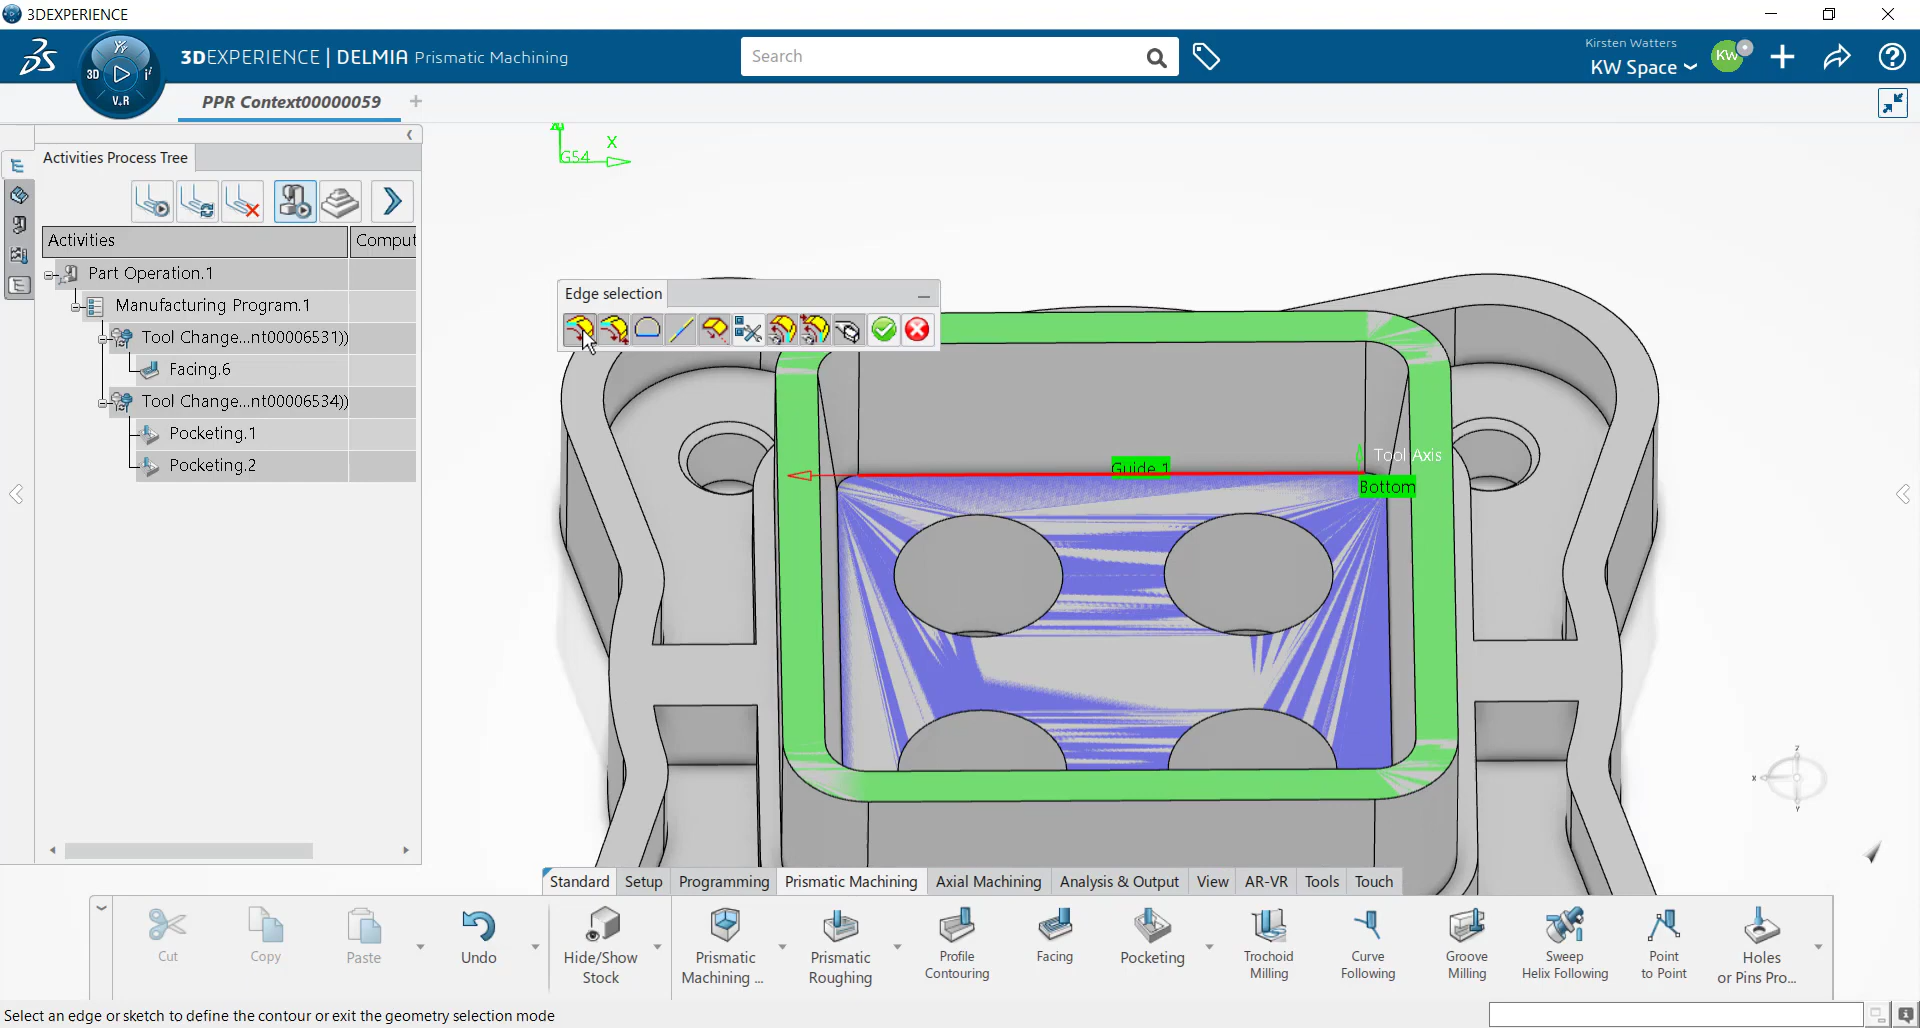 3DEXPERIENCE
3DEXPERIENCE | DELMIA Prismatic Machining
Search
Kirsten Watters
KW Space
KW
3D
V.R
PPR Context00000059
Activities Process Tree
Activities
Comput
Part Operation.1
Manufacturing Program.1
Tool Change...nt00006531))
Facing.6
Tool Change...nt00006534))
Pocketing.1
Pocketing.2
X
G54
Edge selection
Guide 1
Tool Axis
Bottom
z
x
Y
Standard
Setup
Programming
Prismatic Machining
Axial Machining
Analysis & Output
View
AR-VR
Tools
Touch
Cut
Copy
Paste
Undo
Hide/Show
Stock
Prismatic
Machining ...
Prismatic
Roughing
Profile
Contouring
Facing
Pocketing
Trochoid
Milling
Curve
Following
Groove
Milling
Sweep
Helix Following
Point
to Point
Holes
or Pins Pro...
Select an edge or sketch to define the contour or exit the geometry selection mode